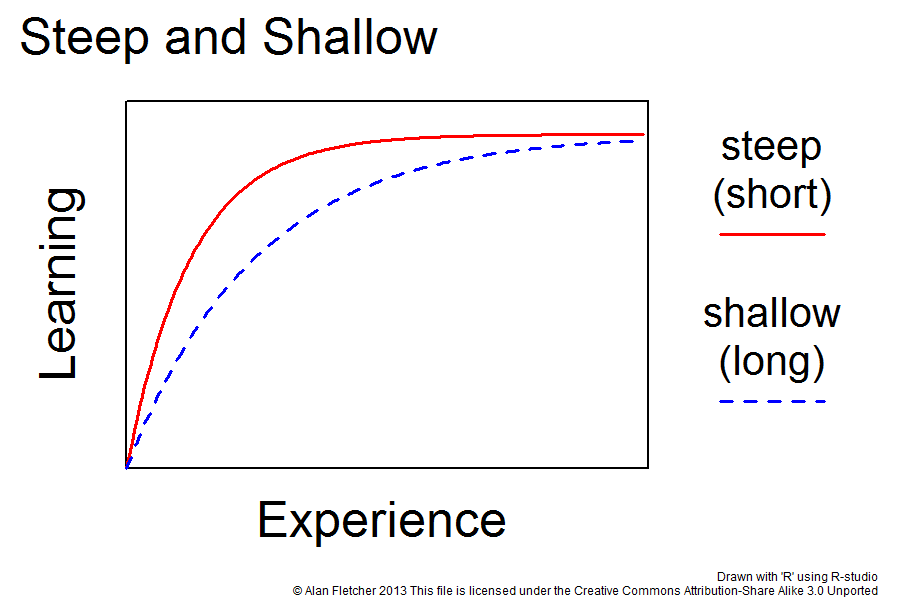 Steep and Shallow
Learning
steep
(short)
shallow
(long)
Experience
Drawn with 'R' using R-studio
© Alan Fletcher 2013 This file is licensed under the Creative Commons Attribution-Share Alike 3.0 Unported